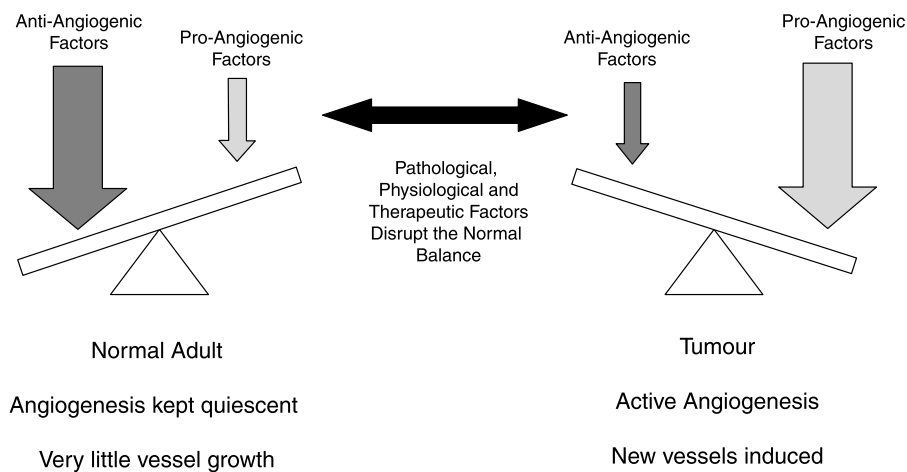 Anti-Angiogenic
Factors
Pro-Angiogenic
Factors
Anti-Angiogenic
Factors
Pro-Angiogenic
Factors
Pathological,
Physiological and
Therapeutic Factors
Disrupt the Normal
Balance
Normal Adult
Angiogenesis kept quiescent
Very little vessel growth
Tumour
Active Angiogenesis
New vessels induced